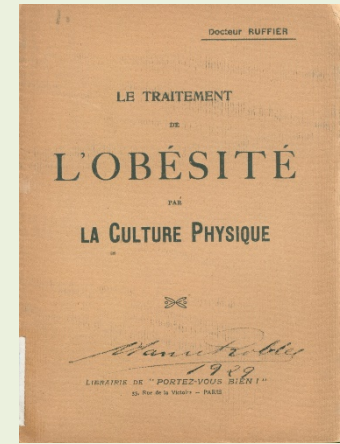 Docteur RUFFIER
LE TRAITEMENT
DE
L'OBÉSITÉ
PAR
LA CULTURE PHYSIQUE
1929
LIBRAIRIE DE "PORTEZ-VOUS BIEN !"
Rue de la Victoire — PARIS